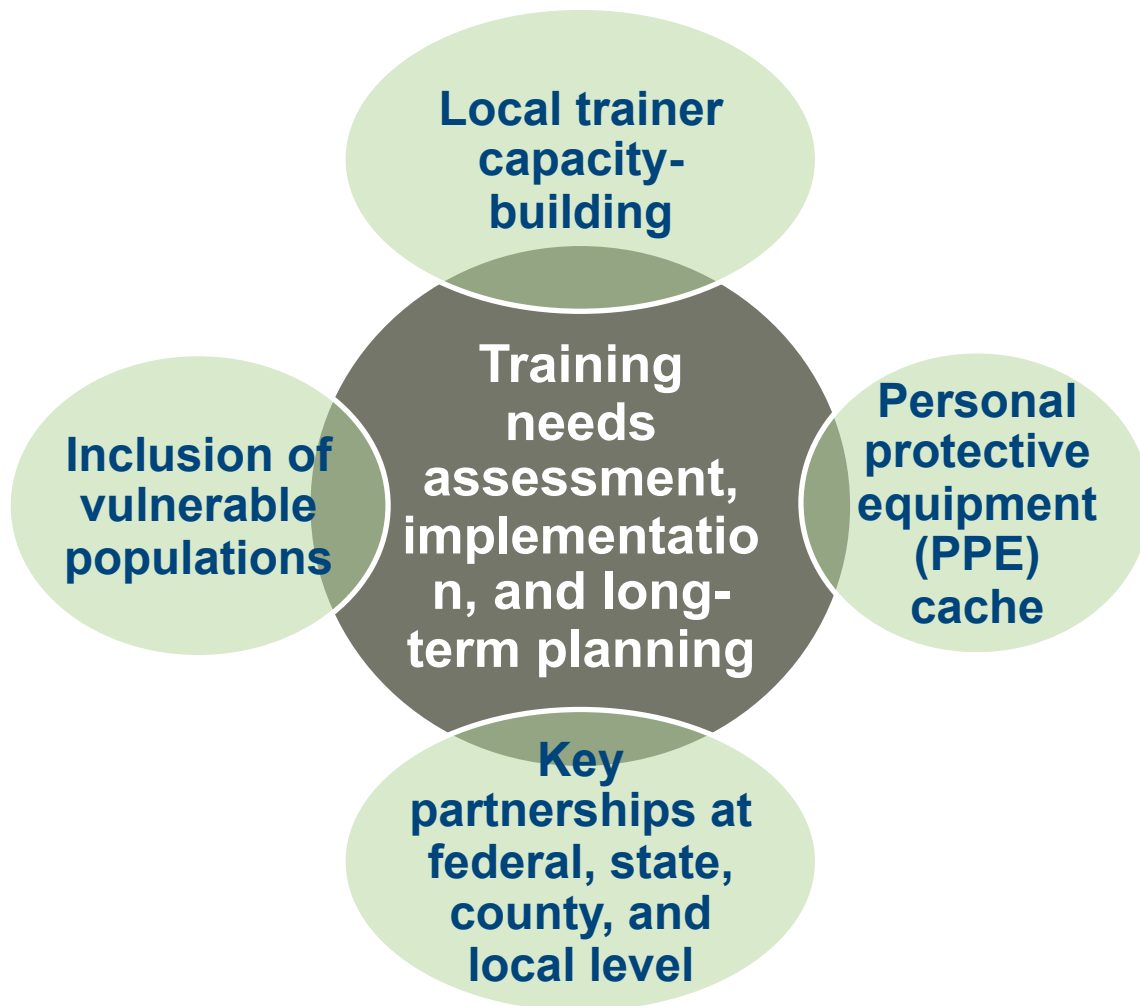 Local trainer
capacity-
building
Inclusion of
vulnerable
populations
Training
needs
assessment,
implementatio
n, and long-
term planning
Personal
protective
equipment
(PPE)
cache
Key
partnerships at
federal, state,
county, and
local level